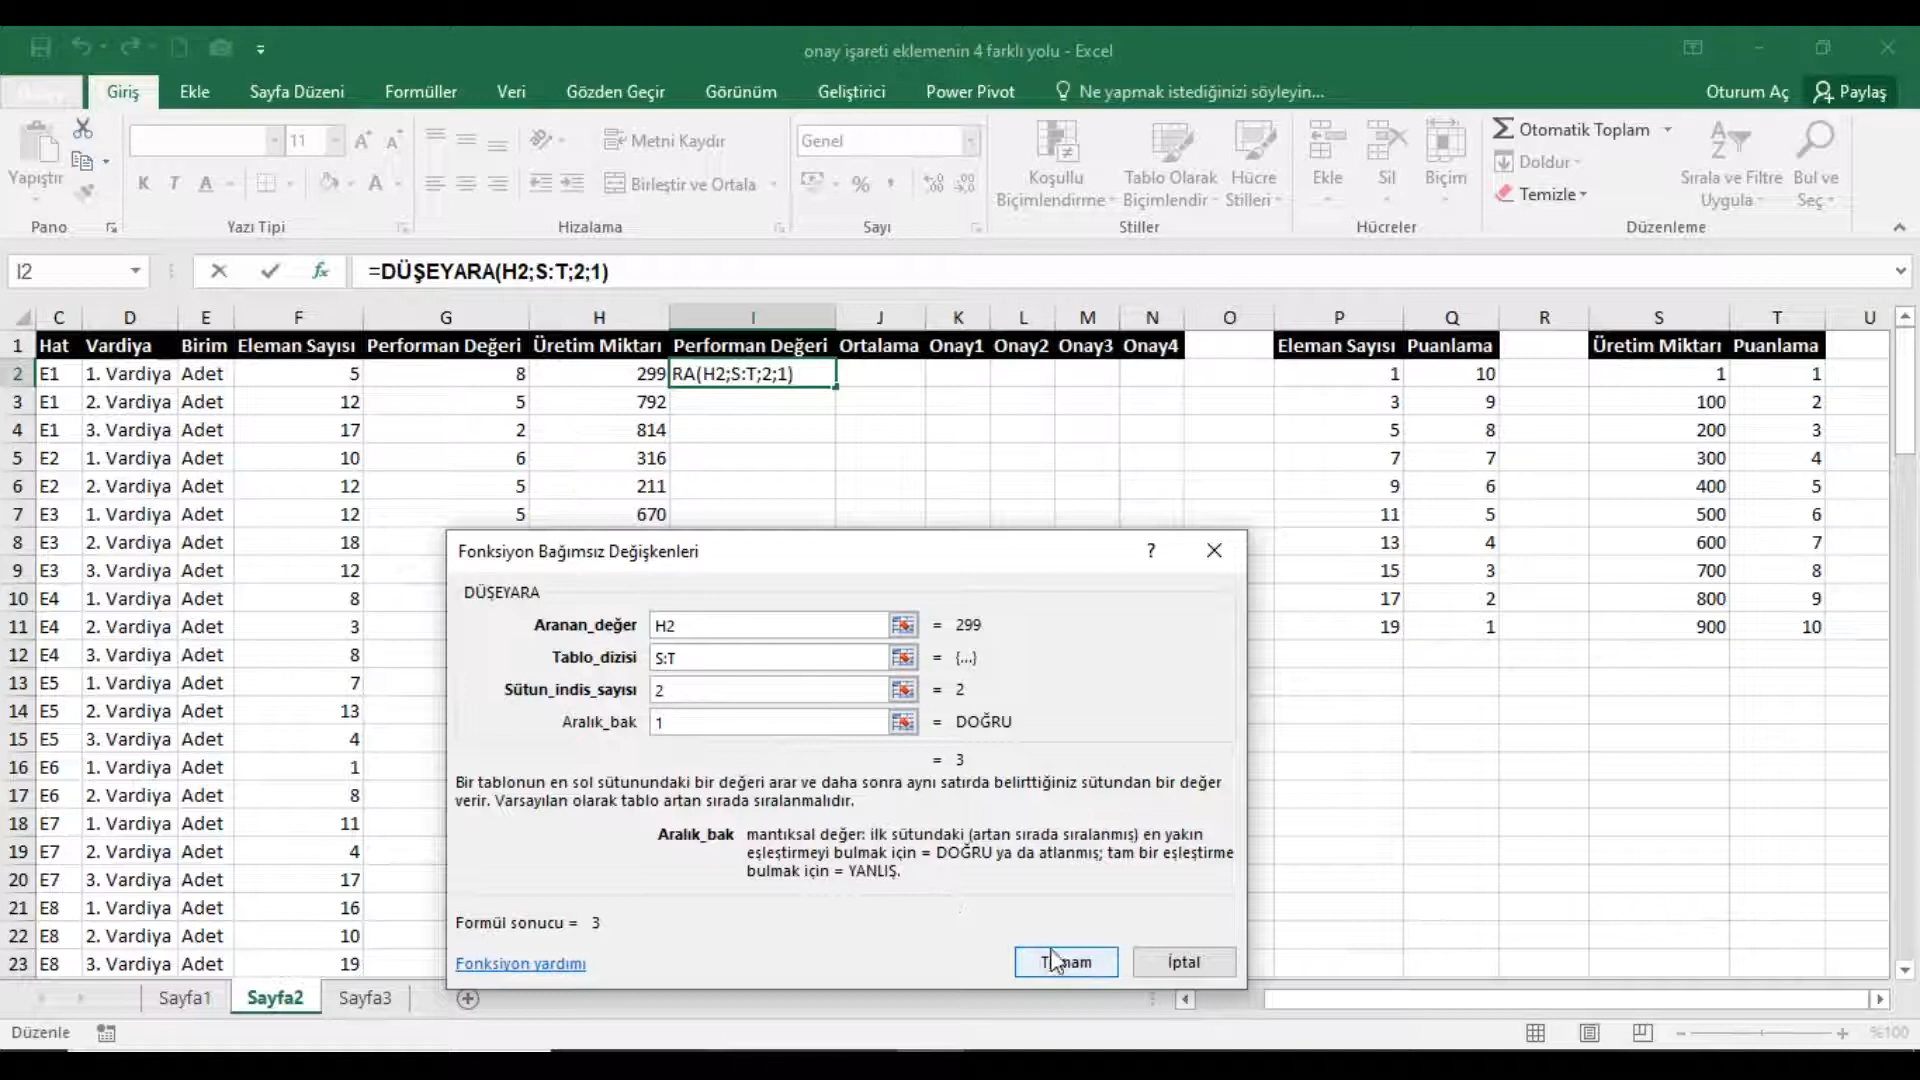 onay işareti eklemenin 4 farklı yolu - Excel
Giriş Ekle Sayfa Düzeni Formüller Veri Gözden Geçir Görünüm Geliştirici Power Pivot Ne yapmak istediğinizi söyleyin... Oturum Aç Paylaş
11 Metni Kaydır Genel Otomatik Toplam
Yapıştır K T A A Birleştir ve Ortala % Koşullu Biçimlendirme Tablo Olarak Biçimlendir Hücre Stilleri Ekle Sil Biçim Doldur Temizle Sırala ve Filtre Uygula Bul ve Seç
Pano Yazı Tipi Hizalama Sayı Stiller Hücreler Düzenleme
I2 fx =DÜŞEYARA(H2;S:T;2;1)
C D E F G H I J K L M N O P Q R S T U
1 Hat Vardiya Birim Eleman Sayısı Performan Değeri Üretim Miktarı Performan Değeri Ortalama Onay1 Onay2 Onay3 Onay4 Eleman Sayısı Puanlama Üretim Miktarı Puanlama
2 E1 1. Vardiya Adet 5 8 299 RA(H2;S:T;2;1) 1 10 1 1
3 E1 2. Vardiya Adet 12 5 792 3 9 100 2
4 E1 3. Vardiya Adet 17 2 814 5 8 200 3
5 E2 1. Vardiya Adet 10 6 316 7 7 300 4
6 E2 2. Vardiya Adet 12 5 211 9 6 400 5
7 E3 1. Vardiya Adet 12 5 670 11 5 500 6
8 E3 2. Vardiya Adet 18 13 4 600 7
9 E3 3. Vardiya Adet 12 15 3 700 8
10 E4 1. Vardiya Adet 8 17 2 800 9
11 E4 2. Vardiya Adet 3 19 1 900 10
12 E4 3. Vardiya Adet 8
13 E5 1. Vardiya Adet 7
14 E5 2. Vardiya Adet 13
15 E5 3. Vardiya Adet 4
16 E6 1. Vardiya Adet 1
17 E6 2. Vardiya Adet 8
18 E7 1. Vardiya Adet 11
19 E7 2. Vardiya Adet 4
20 E7 3. Vardiya Adet 17
21 E8 1. Vardiya Adet 16
22 E8 2. Vardiya Adet 10
23 E8 3. Vardiya Adet 19
Fonksiyon Bağımsız Değişkenleri ?
DÜŞEYARA
Aranan_değer H2 = 299
Tablo_dizisi S:T = {...}
Sütun_indis_sayısı 2 = 2
Aralık_bak 1 = DOĞRU
= 3
Bir tablonun en sol sütunundaki bir değeri arar ve daha sonra aynı satırda belirttiğiniz sütundan bir değer
verir. Varsayılan olarak tablo artan sırada sıralanmalıdır.
Aralık_bak mantıksal değer: ilk sütundaki (artan sırada sıralanmış) en yakın
eşleştirmeyi bulmak için = DOĞRU ya da atlanmış; tam bir eşleştirme
bulmak için = YANLIŞ.
Formül sonucu = 3
Fonksiyon yardımı Tamam İptal
Sayfa1 Sayfa2 Sayfa3
Düzenle %100